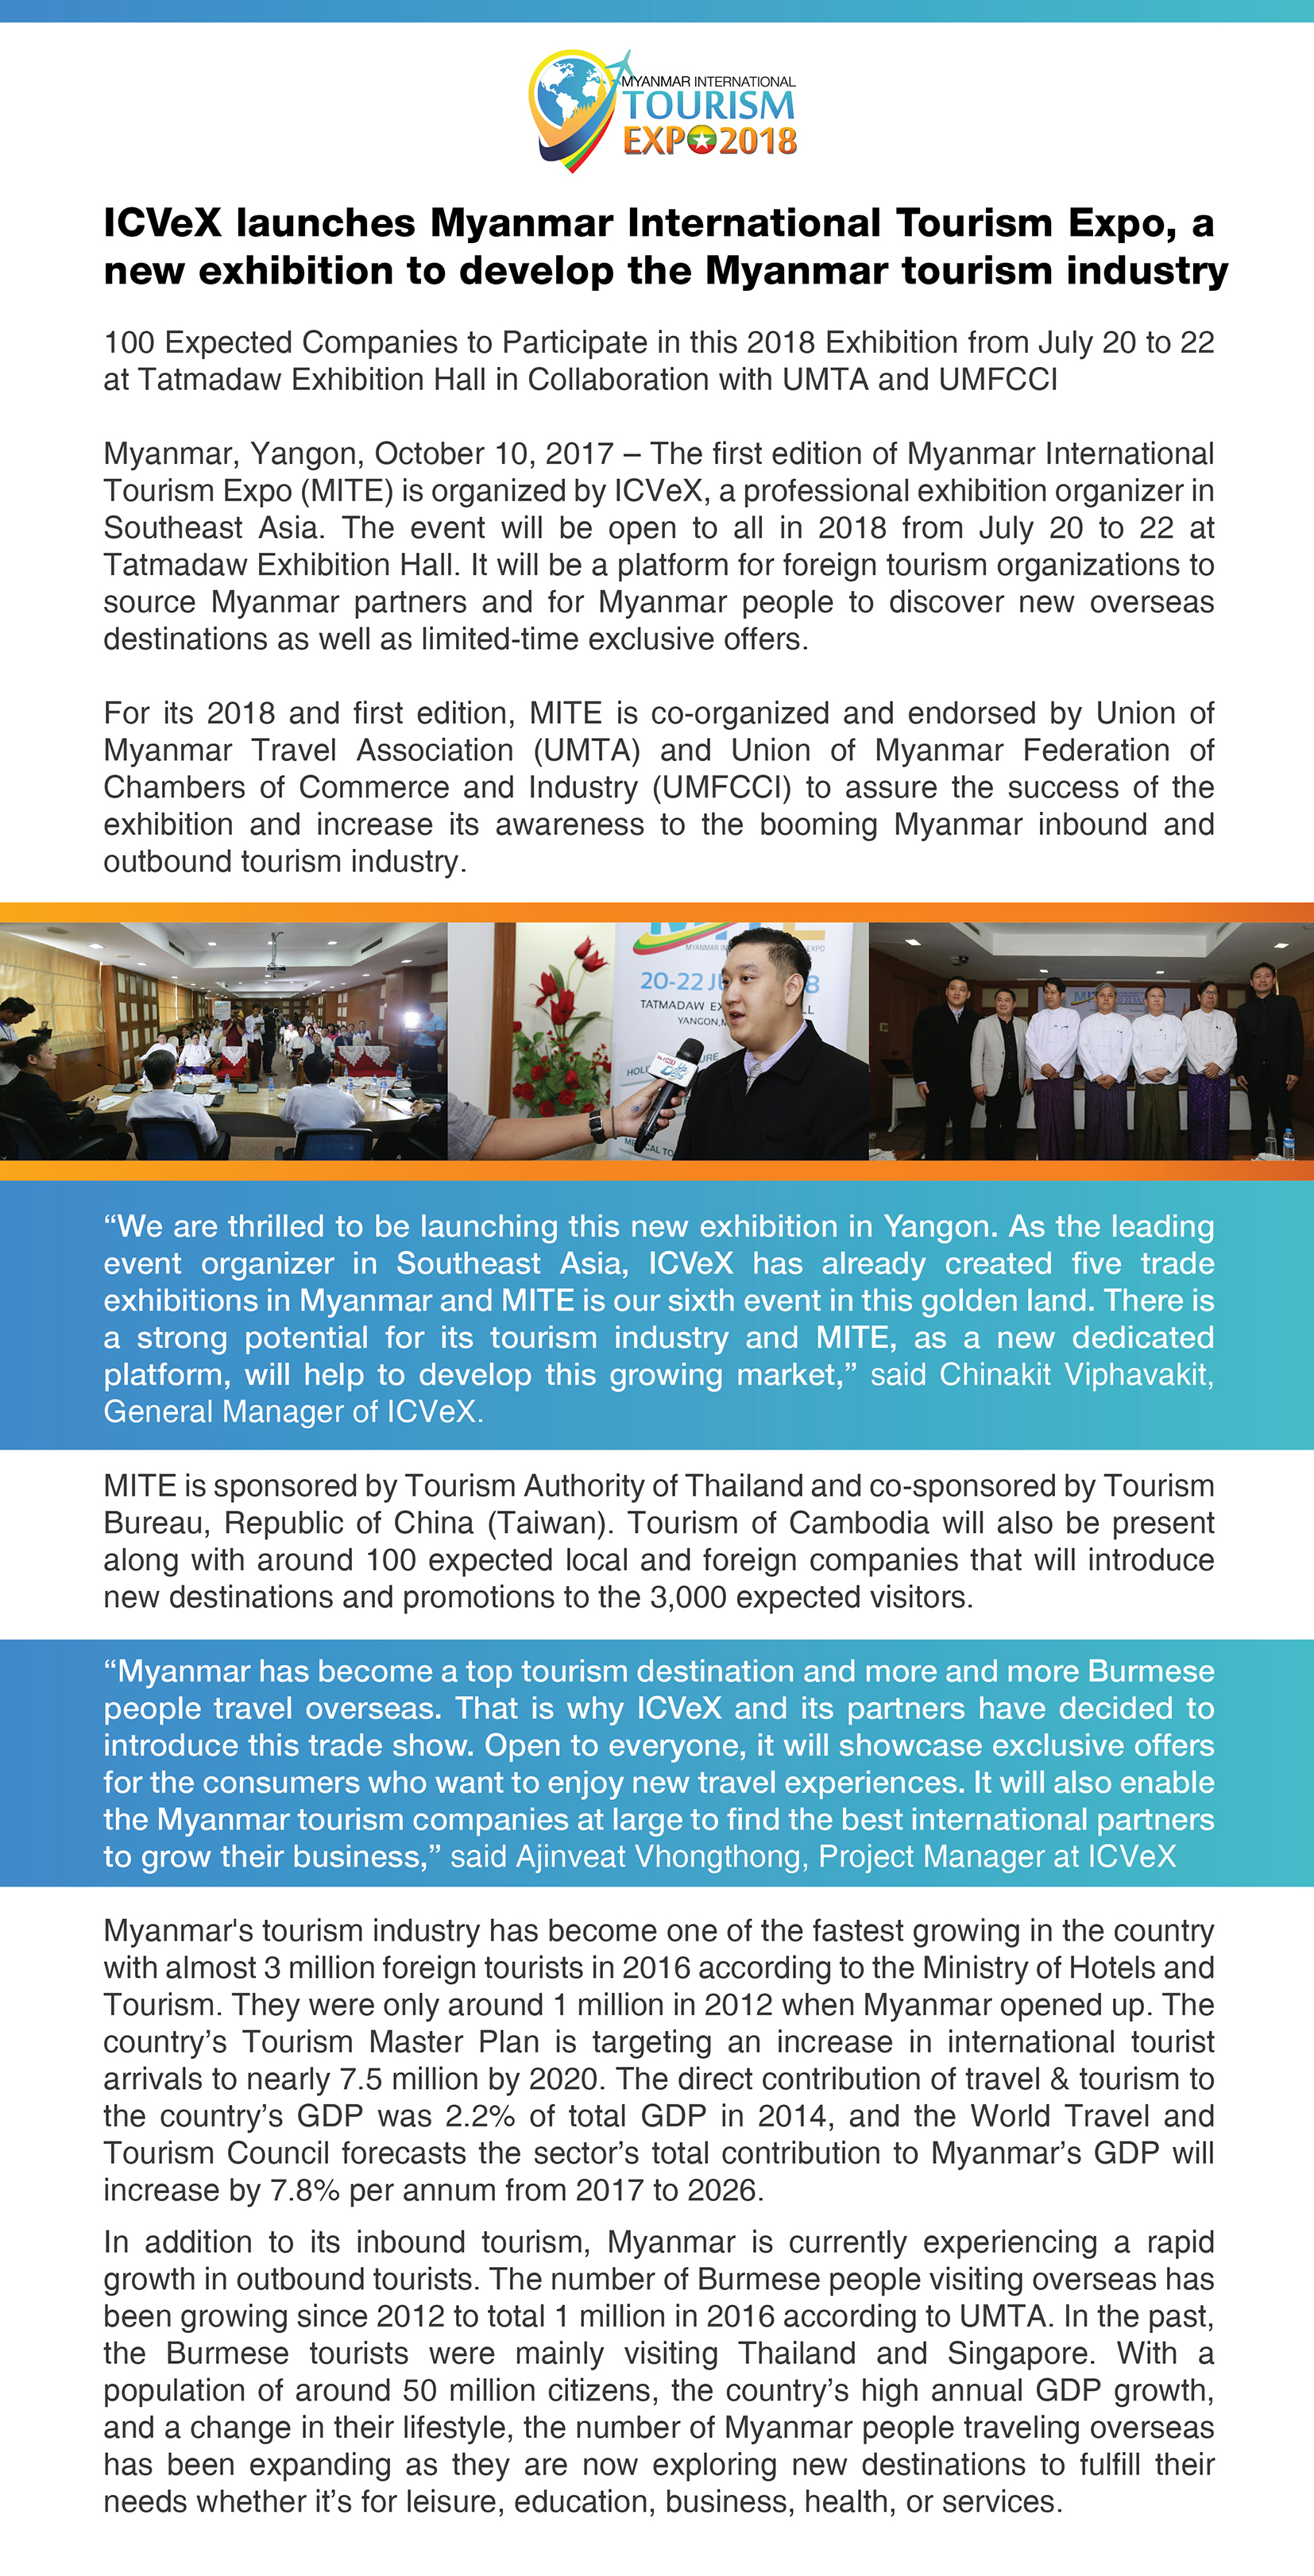 MYANMAR INTERNATIONAL
TOURISM
EXPO2018
ICVeX launches Myanmar International Tourism Expo, a
new exhibition to develop the Myanmar tourism industry
100 Expected Companies to Participate in this 2018 Exhibition from July 20 to 22
at Tatmadaw Exhibition Hall in Collaboration with UMTA and UMFCCI
Myanmar, Yangon, October 10, 2017 – The first edition of Myanmar International
Tourism Expo (MITE) is organized by ICVeX, a professional exhibition organizer in
Southeast Asia. The event will be open to all in 2018 from July 20 to 22 at
Tatmadaw Exhibition Hall. It will be a platform for foreign tourism organizations to
source Myanmar partners and for Myanmar people to discover new overseas
destinations as well as limited-time exclusive offers.
For its 2018 and first edition, MITE is co-organized and endorsed by Union of
Myanmar Travel Association (UMTA) and Union of Myanmar Federation of
Chambers of Commerce and Industry (UMFCCI) to assure the success of the
exhibition and increase its awareness to the booming Myanmar inbound and
outbound tourism industry.
MYANMAR IN EXPO
20-22 JU 8
TATMADAW EX LL
YANGON,M
“We are thrilled to be launching this new exhibition in Yangon. As the leading
event organizer in Southeast Asia, ICVeX has already created five trade
exhibitions in Myanmar and MITE is our sixth event in this golden land. There is
a strong potential for its tourism industry and MITE, as a new dedicated
platform, will help to develop this growing market,” said Chinakit Viphavakit,
General Manager of ICVeX.
MITE is sponsored by Tourism Authority of Thailand and co-sponsored by Tourism
Bureau, Republic of China (Taiwan). Tourism of Cambodia will also be present
along with around 100 expected local and foreign companies that will introduce
new destinations and promotions to the 3,000 expected visitors.
“Myanmar has become a top tourism destination and more and more Burmese
people travel overseas. That is why ICVeX and its partners have decided to
introduce this trade show. Open to everyone, it will showcase exclusive offers
for the consumers who want to enjoy new travel experiences. It will also enable
the Myanmar tourism companies at large to find the best international partners
to grow their business,” said Ajinveat Vhongthong, Project Manager at ICVeX
Myanmar's tourism industry has become one of the fastest growing in the country
with almost 3 million foreign tourists in 2016 according to the Ministry of Hotels and
Tourism. They were only around 1 million in 2012 when Myanmar opened up. The
country’s Tourism Master Plan is targeting an increase in international tourist
arrivals to nearly 7.5 million by 2020. The direct contribution of travel & tourism to
the country’s GDP was 2.2% of total GDP in 2014, and the World Travel and
Tourism Council forecasts the sector’s total contribution to Myanmar’s GDP will
increase by 7.8% per annum from 2017 to 2026.
In addition to its inbound tourism, Myanmar is currently experiencing a rapid
growth in outbound tourists. The number of Burmese people visiting overseas has
been growing since 2012 to total 1 million in 2016 according to UMTA. In the past,
the Burmese tourists were mainly visiting Thailand and Singapore. With a
population of around 50 million citizens, the country’s high annual GDP growth,
and a change in their lifestyle, the number of Myanmar people traveling overseas
has been expanding as they are now exploring new destinations to fulfill their
needs whether it’s for leisure, education, business, health, or services.